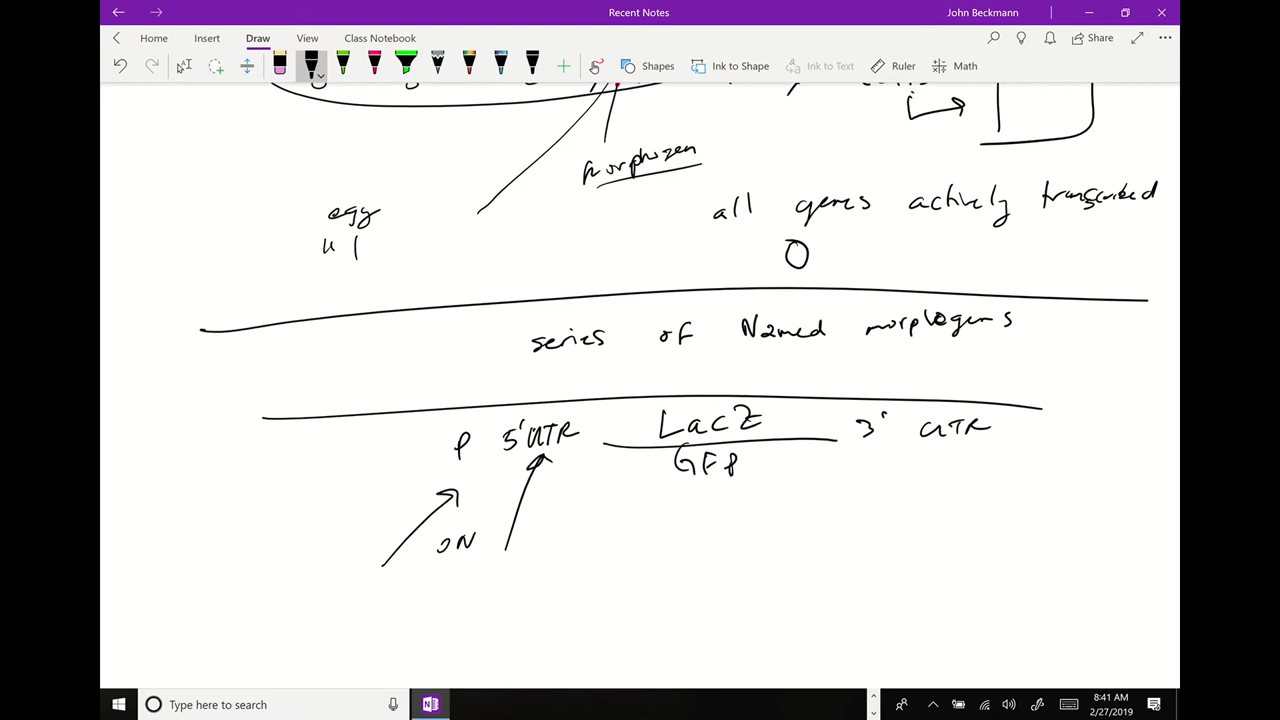 Recent Notes
John Beckmann
Home Insert Draw View Class Notebook
Share
Shapes Ink to Shape Ink to Text Ruler Math
morphogen
egg
all genes actively transcribed
0
series of Named morphogens
P 5' UTR LacZ 3' UTR
GFP
ON
Type here to search
8:41 AM
2/27/2019